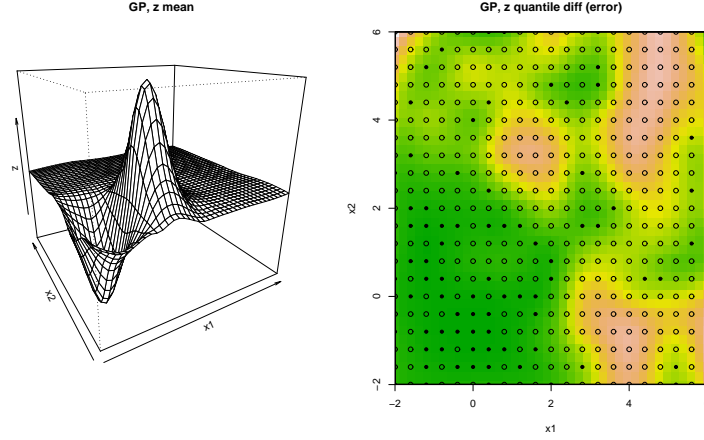 GP, z mean
z
x2
x1
GP, z quantile diff (error)
6
4
2
0
−2
x2
−2
0
2
4
x1